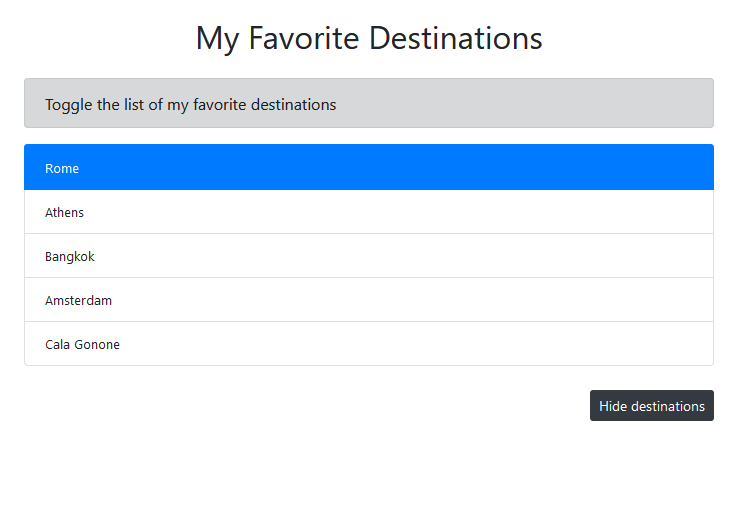 My Favorite Destinations
Toggle the list of my favorite destinations
Rome
Athens
Bangkok
Amsterdam
Cala Gonone
Hide destinations